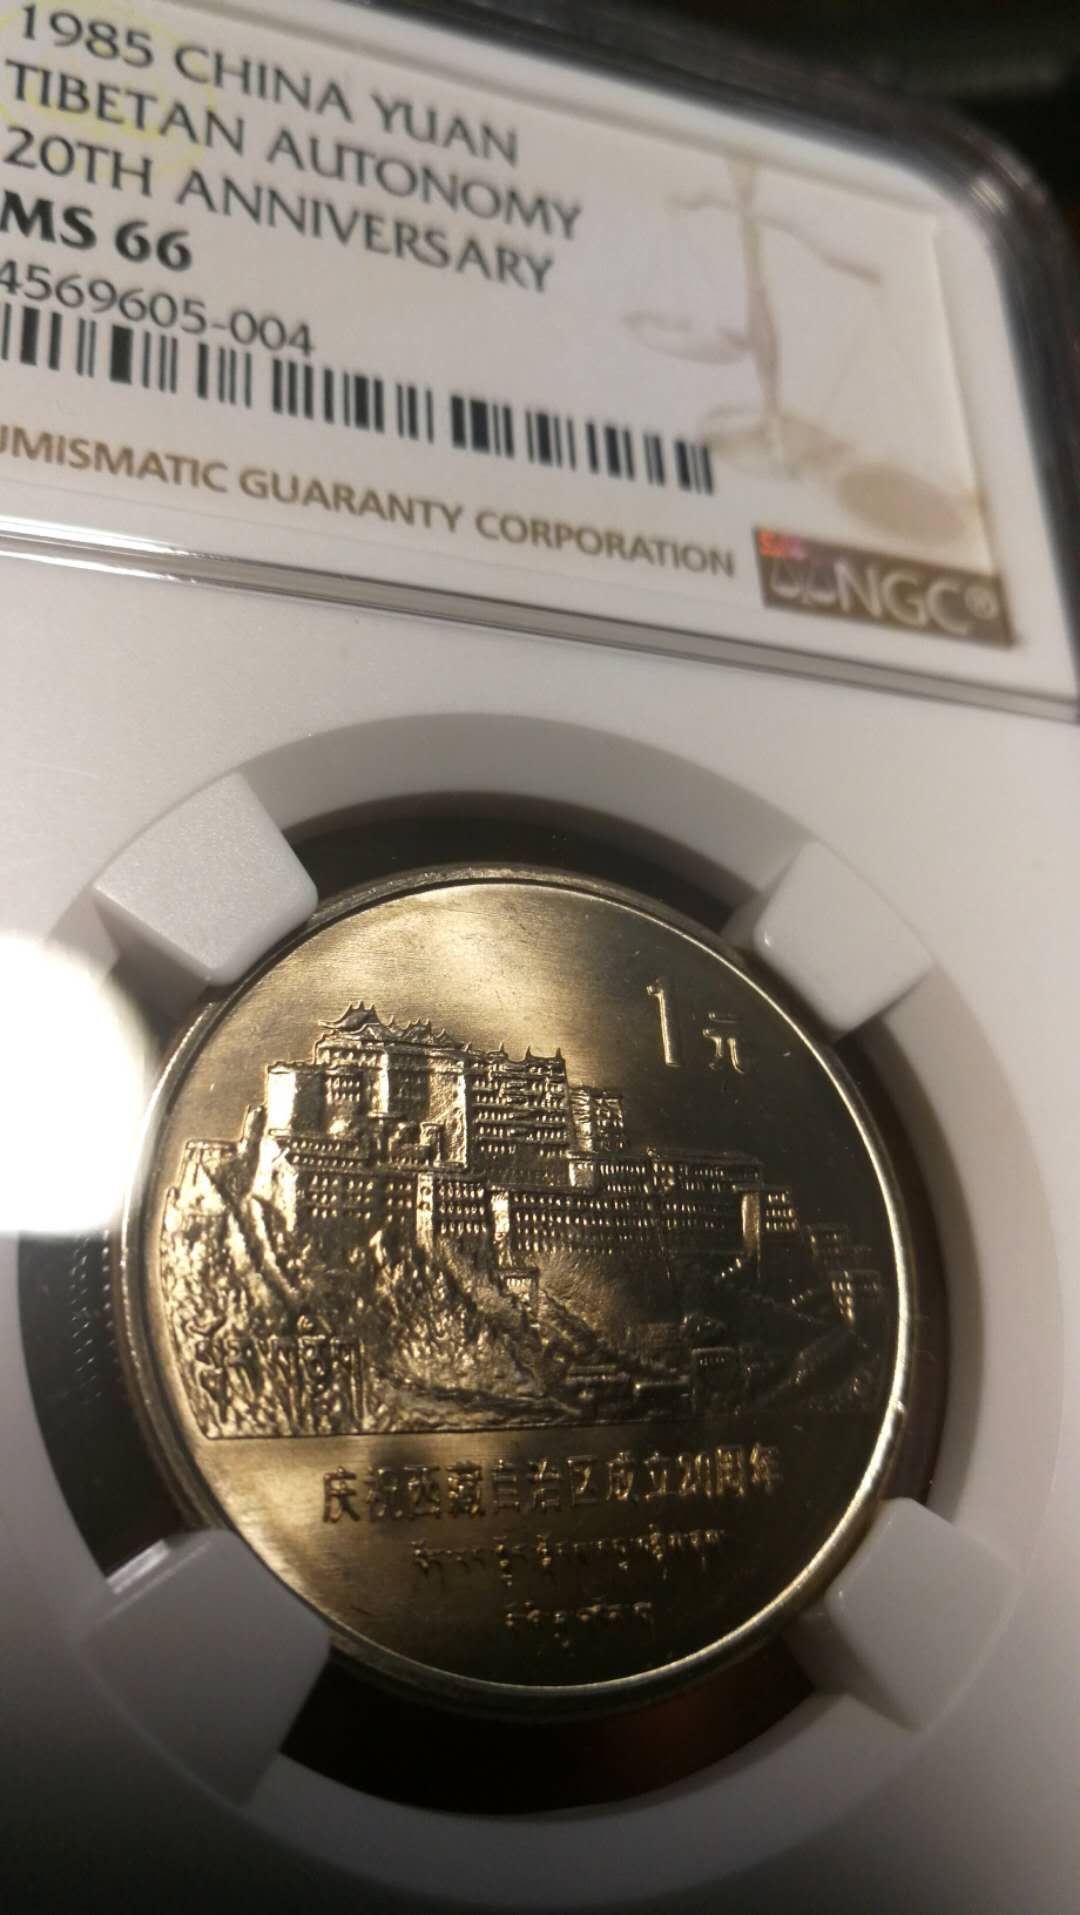 1985 CHINA YUAN
TIBETAN AUTONOMY
20TH ANNIVERSARY
MS 66
4569605-004
UMISMATIC GUARANTY CORPORATION
NGC®
1元
庆祝西藏自治区成立20周年